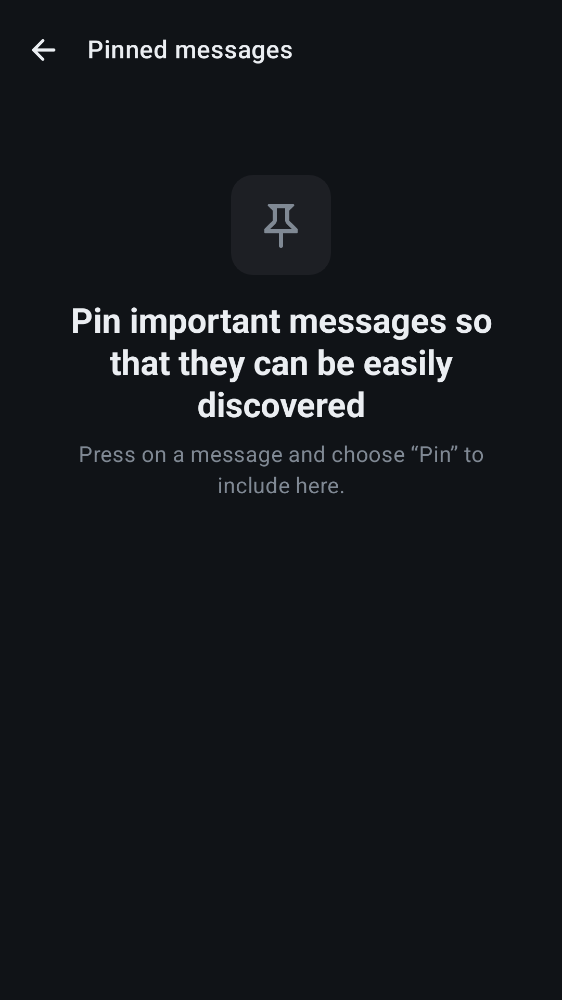 Pinned messages
Pin important messages so
that they can be easily
discovered
Press on a message and choose “Pin” to
include here.